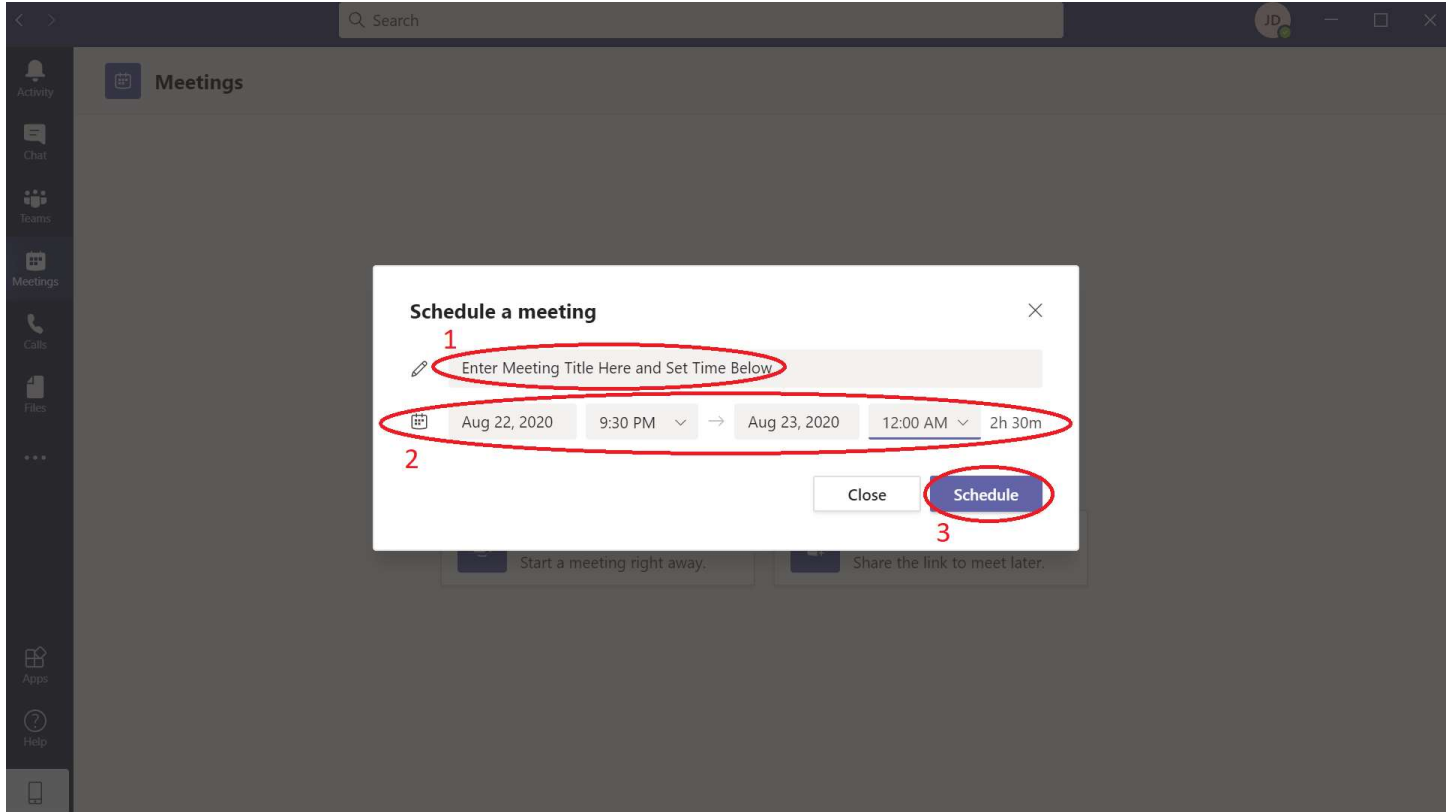 Search
JD
Activity
Meetings
Chat
Teams
Meetings
Calls
Files
Schedule a meeting
1
Enter Meeting Title Here and Set Time Below
Aug 22, 2020 9:30 PM → Aug 23, 2020 12:00 AM 2h 30m
2
Close Schedule
3
Start a meeting right away. Share the link to meet later.
Apps
Help